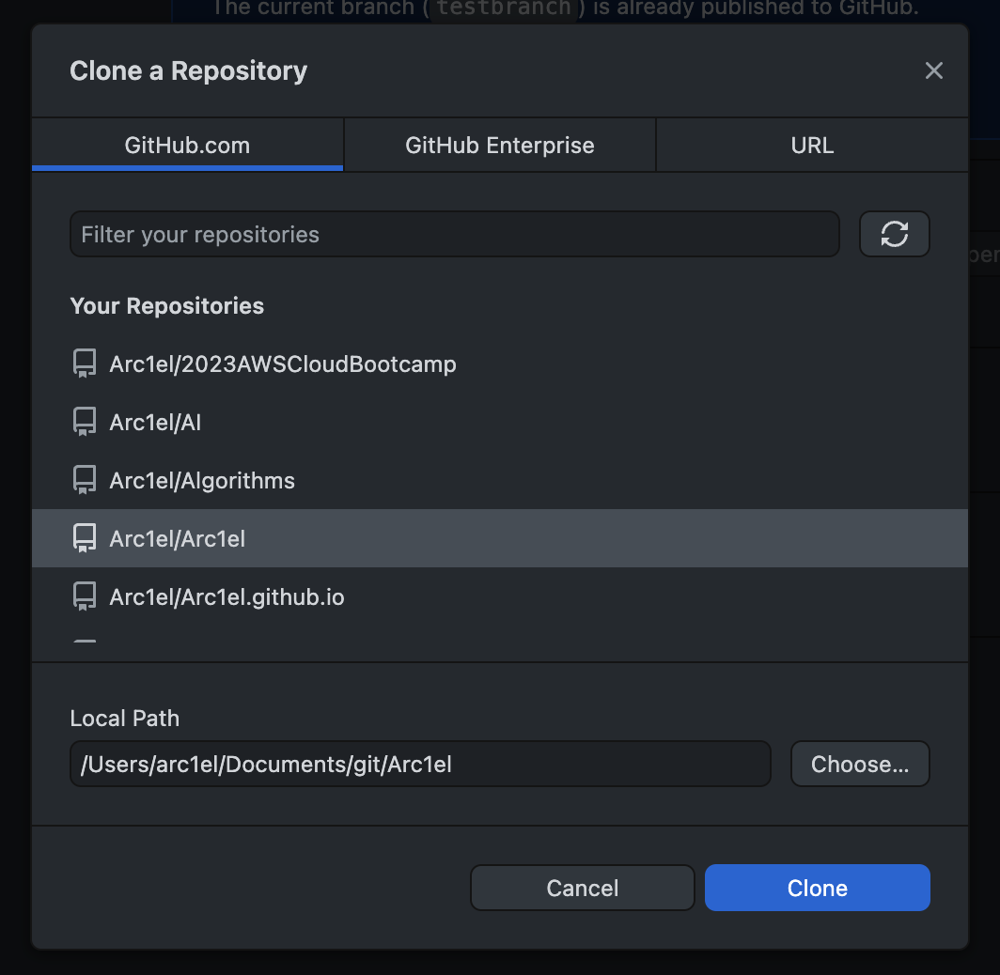 The current branch (testbranch) is already published to GitHub.
Clone a Repository
GitHub.com
GitHub Enterprise
URL
Filter your repositories
Your Repositories
Arc1el/2023AWSCloudBootcamp
Arc1el/AI
Arc1el/Algorithms
Arc1el/Arc1el
Arc1el/Arc1el.github.io
Local Path
/Users/arc1el/Documents/git/Arc1el
Choose...
Cancel
Clone